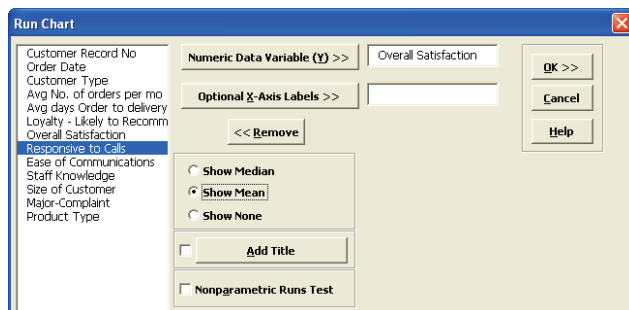 Run Chart
Customer Record No
Order Date
Customer Type
Avg No. of orders per mo
Avg days Order to delivery
Loyalty - Likely to Recomm
Overall Satisfaction
Responsive to Calls
Ease of Communications
Staff Knowledge
Size of Customer
Major-Complaint
Product Type
Numeric Data Variable (Y) >>
Overall Satisfaction
Optional X-Axis Labels >>
<< Remove
Show Median
Show Mean
Show None
Add Title
Nonparametric Runs Test
OK >>
Cancel
Help